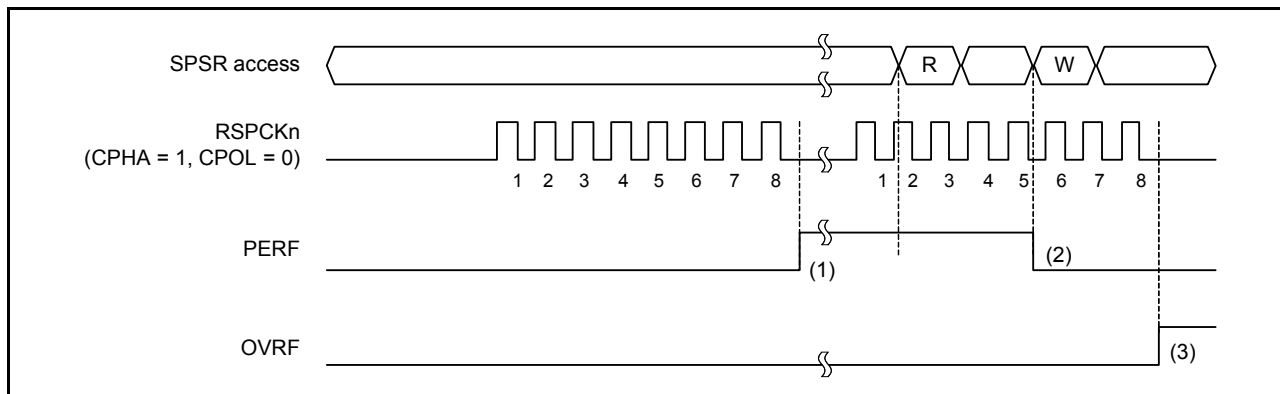 SPSR access
R
W
RSPCKn
(CPHA = 1, CPOL = 0)
1 2 3 4 5 6 7 8 1 2 3 4 5 6 7 8
PERF
(1)
(2)
OVRF
(3)